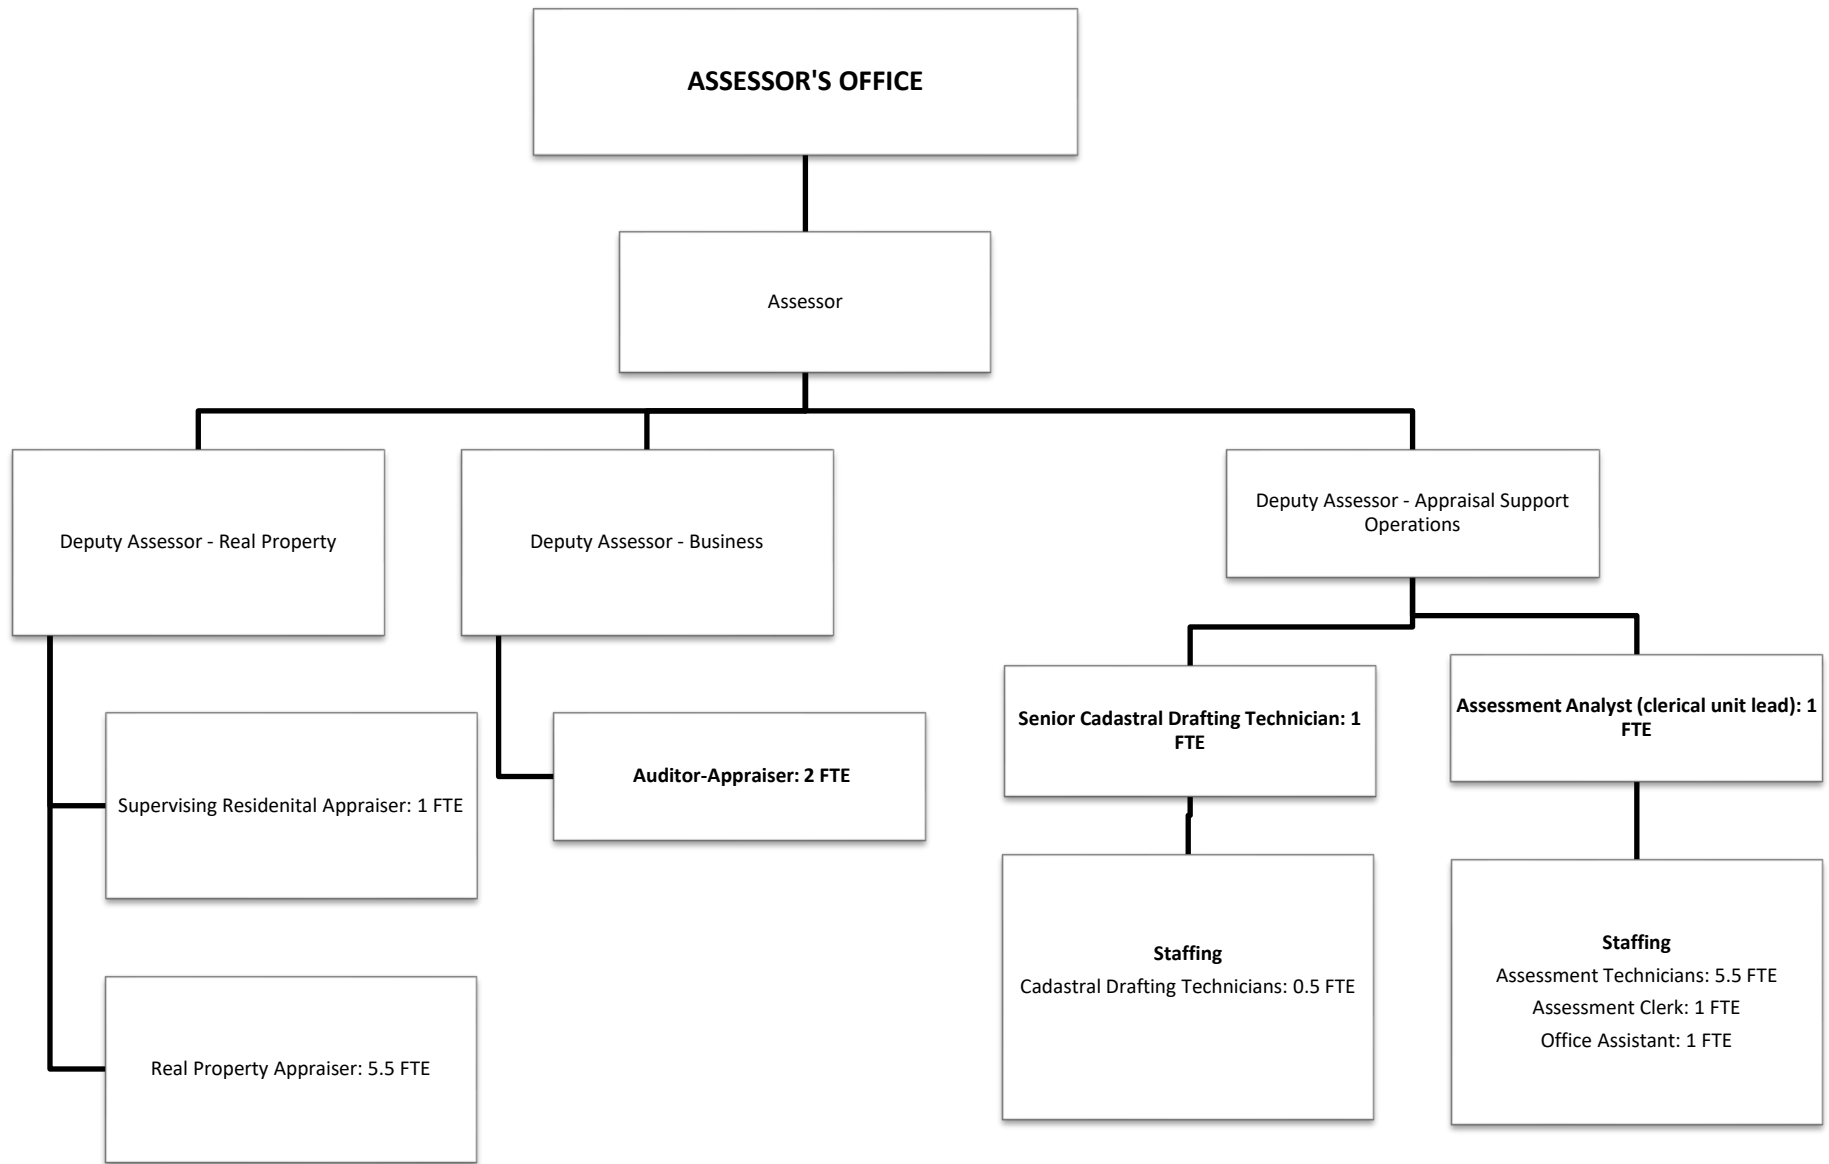 ASSESSOR'S OFFICE
Assessor
Deputy Assessor - Real Property
Deputy Assessor - Business
Deputy Assessor - Appraisal Support
Operations
Supervising Residenital Appraiser: 1 FTE
Real Property Appraiser: 5.5 FTE
Auditor-Appraiser: 2 FTE
Senior Cadastral Drafting Technician: 1
FTE
Staffing
Cadastral Drafting Technicians: 0.5 FTE
Assessment Analyst (clerical unit lead): 1
FTE
Staffing
Assessment Technicians: 5.5 FTE
Assessment Clerk: 1 FTE
Office Assistant: 1 FTE